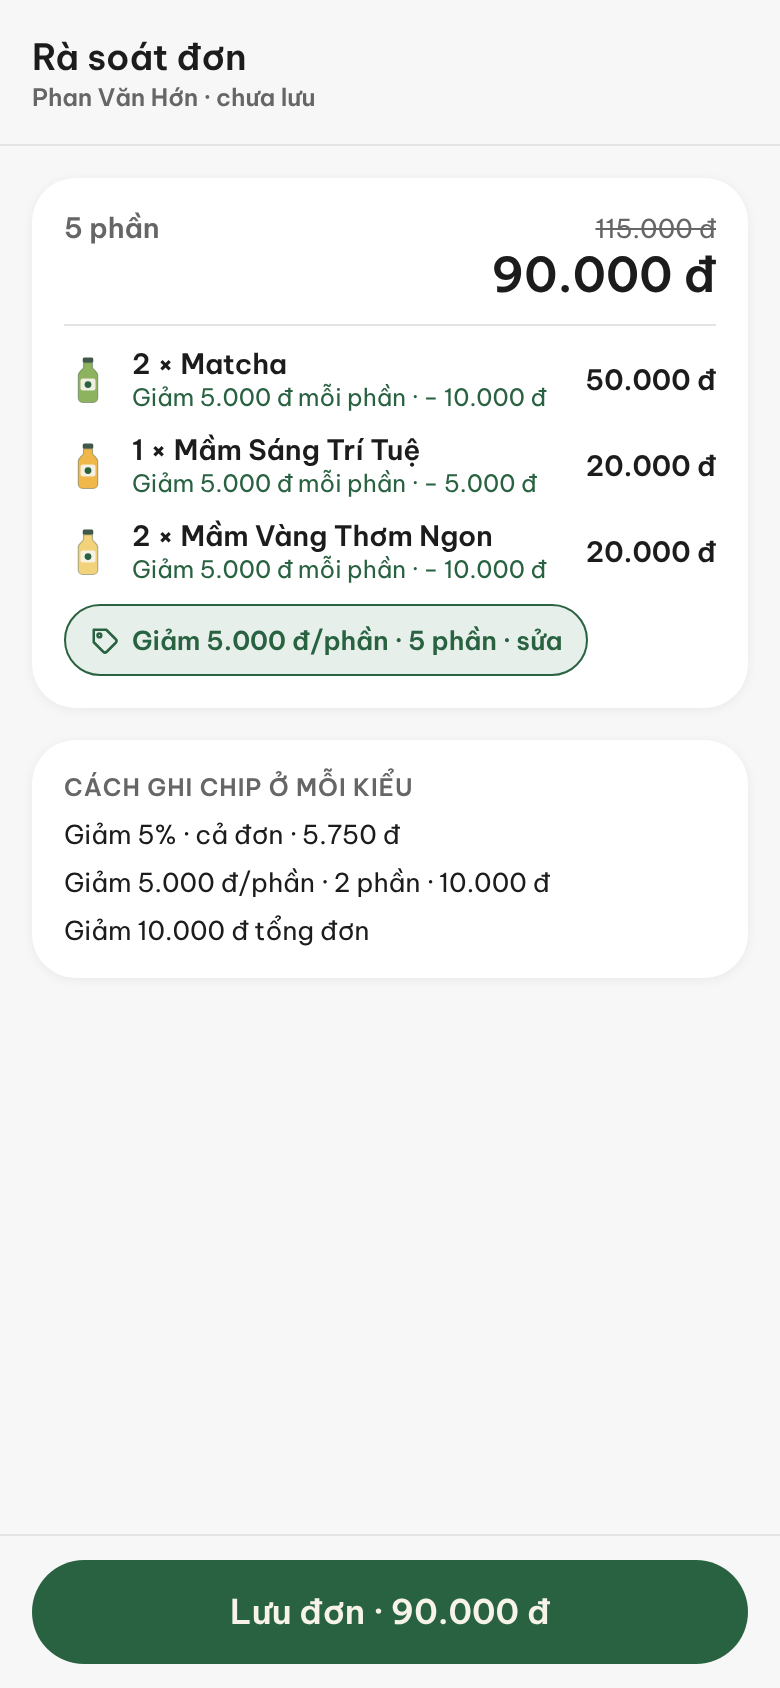 Rà soát đơn
Phan Văn Hớn · chưa lưu
5 phần
115.000 đ
90.000 đ
2 × Matcha
Giảm 5.000 đ mỗi phần · – 10.000 đ
50.000 đ
1 × Mầm Sáng Trí Tuệ
Giảm 5.000 đ mỗi phần · – 5.000 đ
20.000 đ
2 × Mầm Vàng Thơm Ngon
Giảm 5.000 đ mỗi phần · – 10.000 đ
20.000 đ
Giảm 5.000 đ/phần · 5 phần · sửa
CÁCH GHI CHIP Ở MỖI KIỂU
Giảm 5% · cả đơn · 5.750 đ
Giảm 5.000 đ/phần · 2 phần · 10.000 đ
Giảm 10.000 đ tổng đơn
Lưu đơn · 90.000 đ